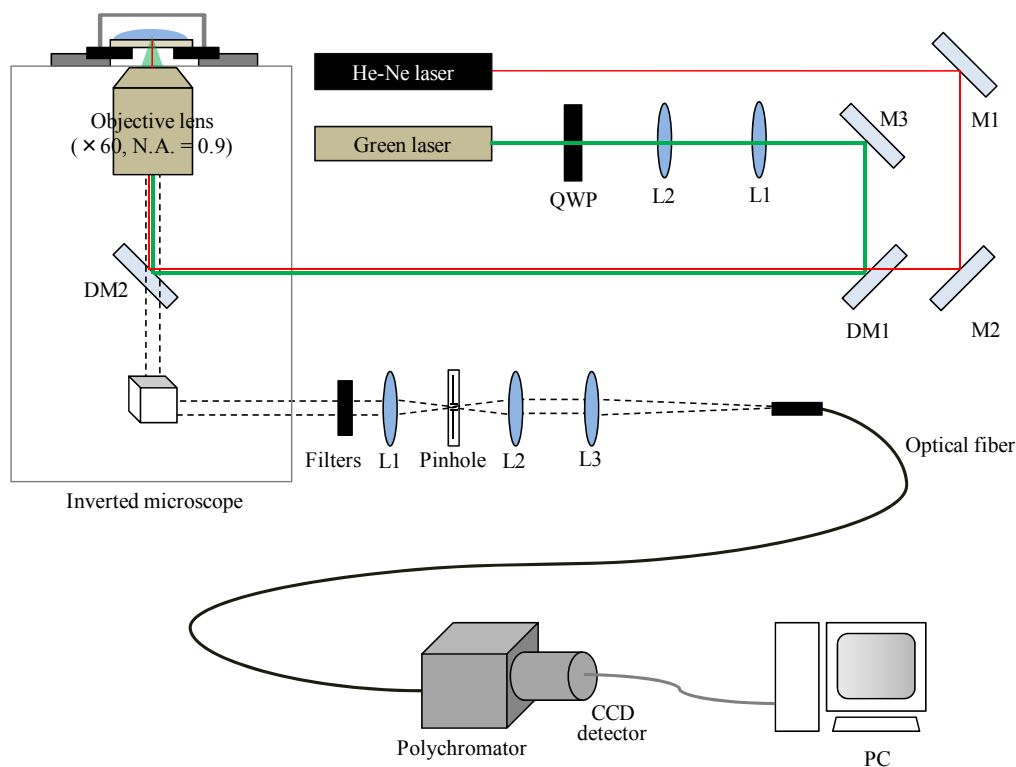 He-Ne laser
M1
Objective lens
( ×60, N.A. = 0.9)
Green laser
M3
QWP
L2
L1
DM2
DM1
M2
Filters
L1
Pinhole
L2
L3
Optical fiber
Inverted microscope
CCD
detector
Polychromator
PC